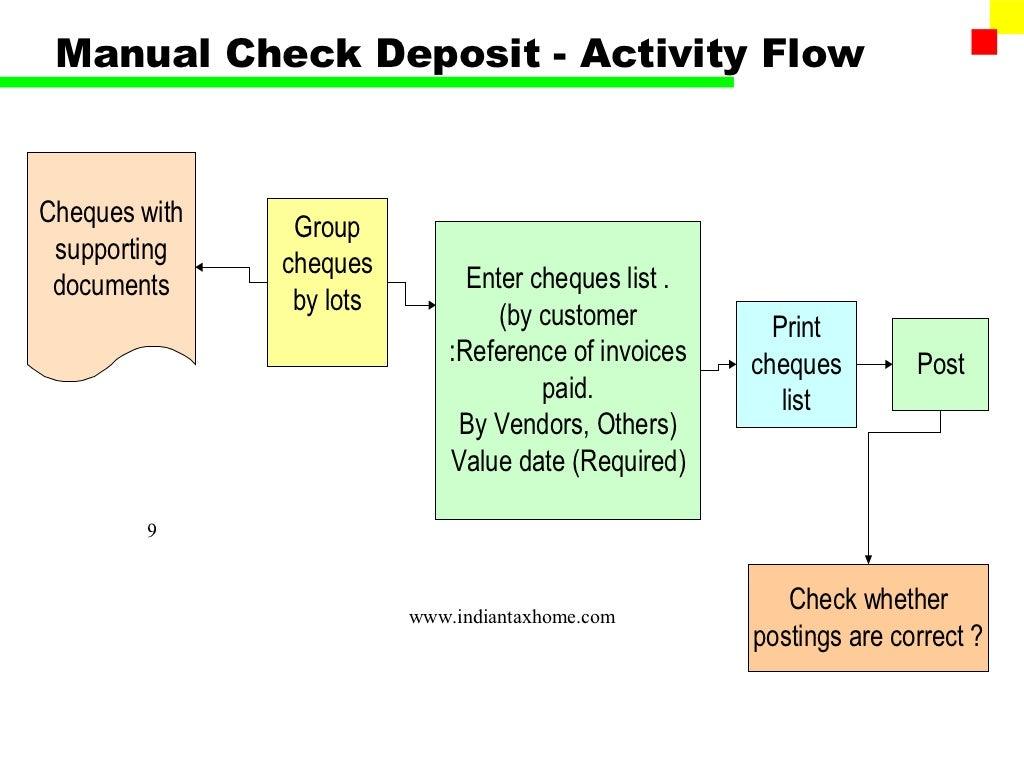 Manual Check Deposit - Activity Flow
Cheques with
supporting
documents
Group
cheques
by lots
Enter cheques list .
(by customer
:Reference of invoices
paid.
By Vendors, Others)
Value date (Required)
Print
cheques
list
Post
Check whether
postings are correct ?
9
www.indiantaxhome.com